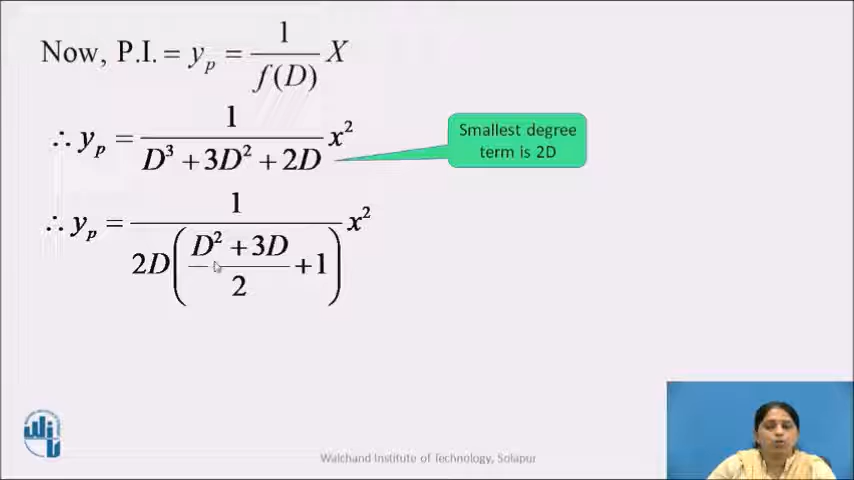 Now, P.I. = y_p = 1/f(D) X
∴ y_p = 1/(D³ + 3D² + 2D) x²
Smallest degree
term is 2D
∴ y_p = 1/(2D((D² + 3D)/2 + 1)) x²
Walchand Institute of Technology, Solapur